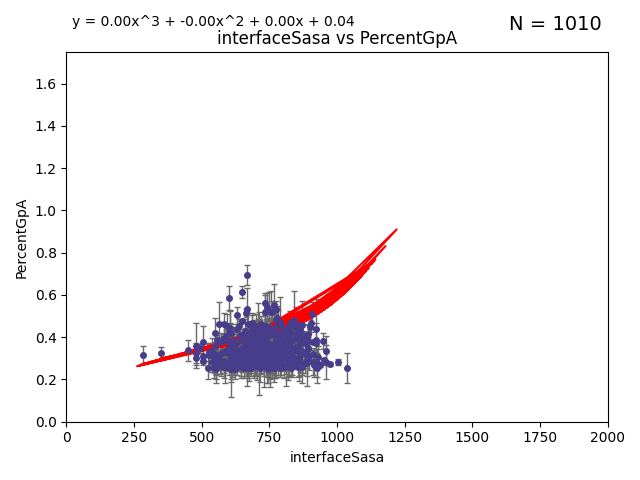 y = 0.00x^3 + -0.00x^2 + 0.00x + 0.04
N = 1010
interfaceSasa vs PercentGpA
PercentGpA
1.6
1.4
1.2
1.0
0.8
0.6
0.4
0.2
0.0
0 250 500 750 1000 1250 1500 1750 2000
interfaceSasa